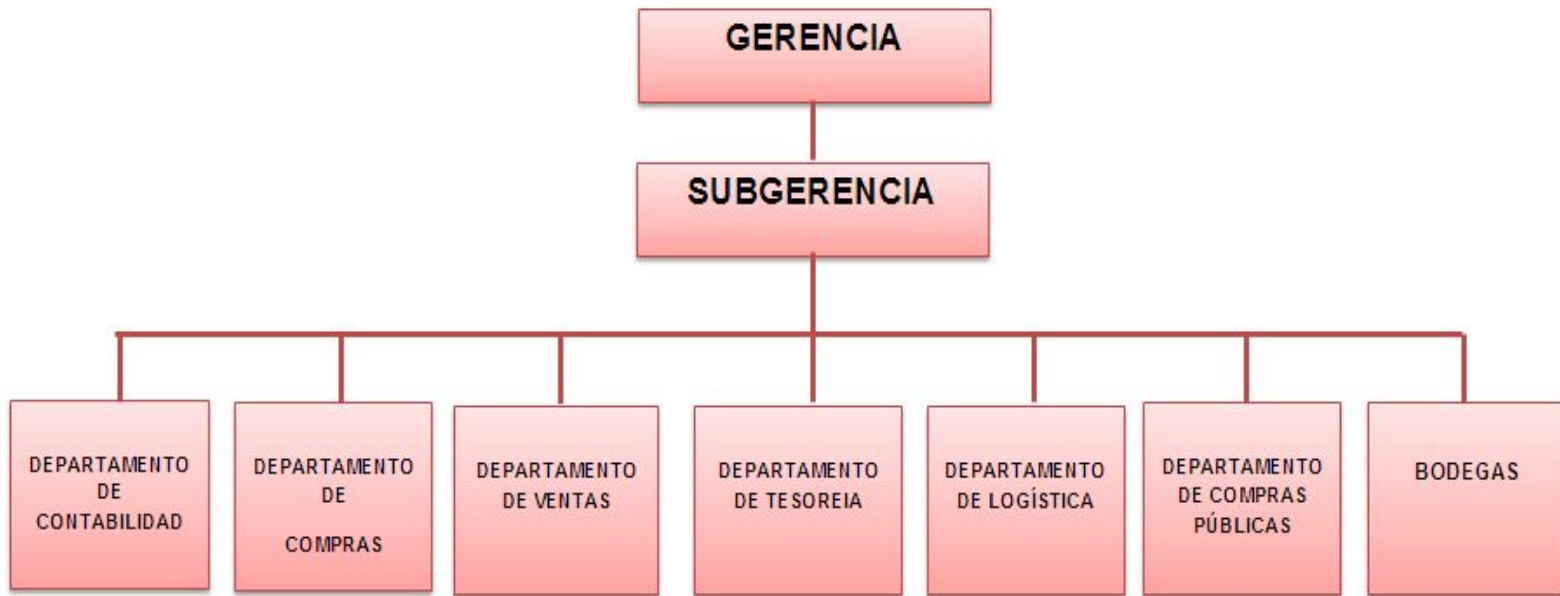 GERENCIA
SUBGERENCIA
DEPARTAMENTO
DE
CONTABILIDAD
DEPARTAMENTO
DE
COMPRAS
DEPARTAMENTO
DE VENTAS
DEPARTAMENTO
DE TESOREIA
DEPARTAMENTO
DE LOGÍSTICA
DEPARTAMENTO
DE COMPRAS
PÚBLICAS
BODEGAS